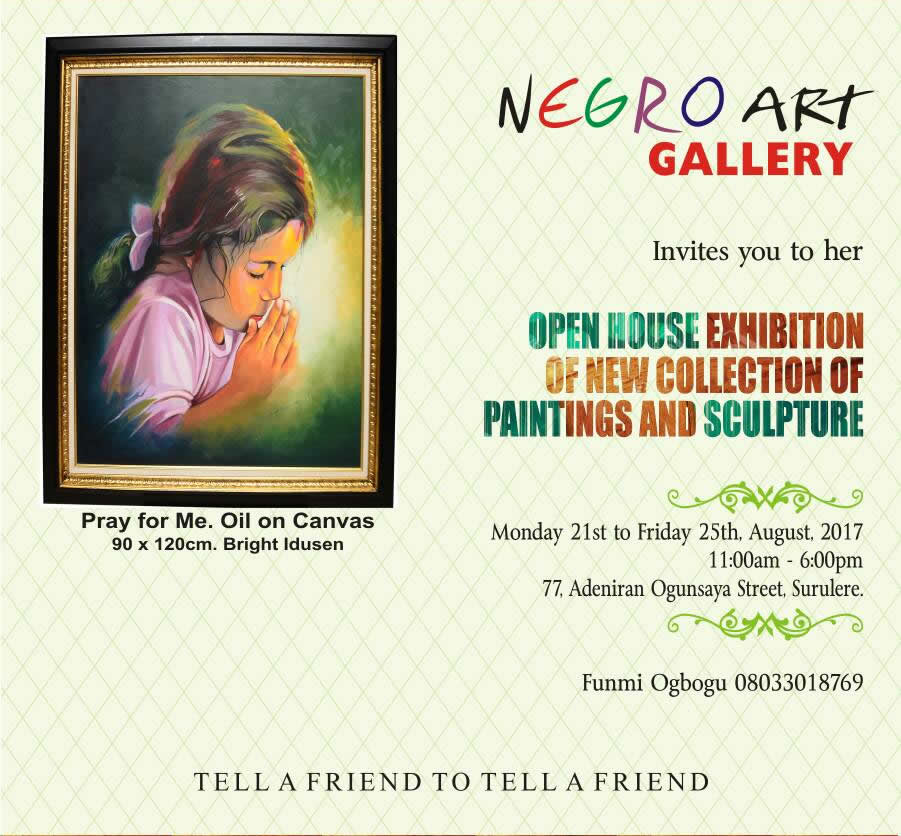 NEGRO ART
GALLERY
Invites you to her
OPEN HOUSE EXHIBITION
OF NEW COLLECTION OF
PAINTINGS AND SCULPTURE
Pray for Me. Oil on Canvas
90 x 120cm. Bright Idusen
Monday 21st to Friday 25th, August, 2017
11:00am - 6:00pm
77, Adeniran Ogunsaya Street, Surulere.
Funmi Ogbogu 08033018769
TELL A FRIEND TO TELL A FRIEND